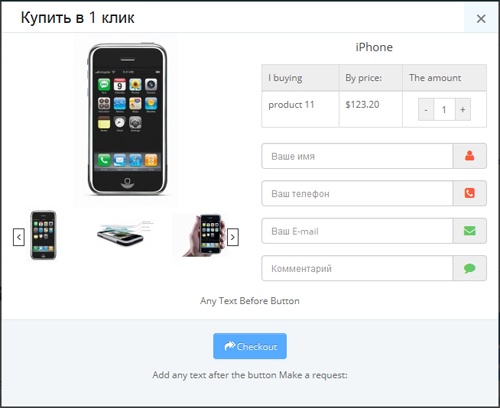 Купить в 1 клик
×
iPhone
I buying By price: The amount
product 11 $123.20 - 1 +
Ваше имя
Ваш телефон
Ваш E-mail
Комментарий
Any Text Before Button
Checkout
Add any text after the button Make a request: